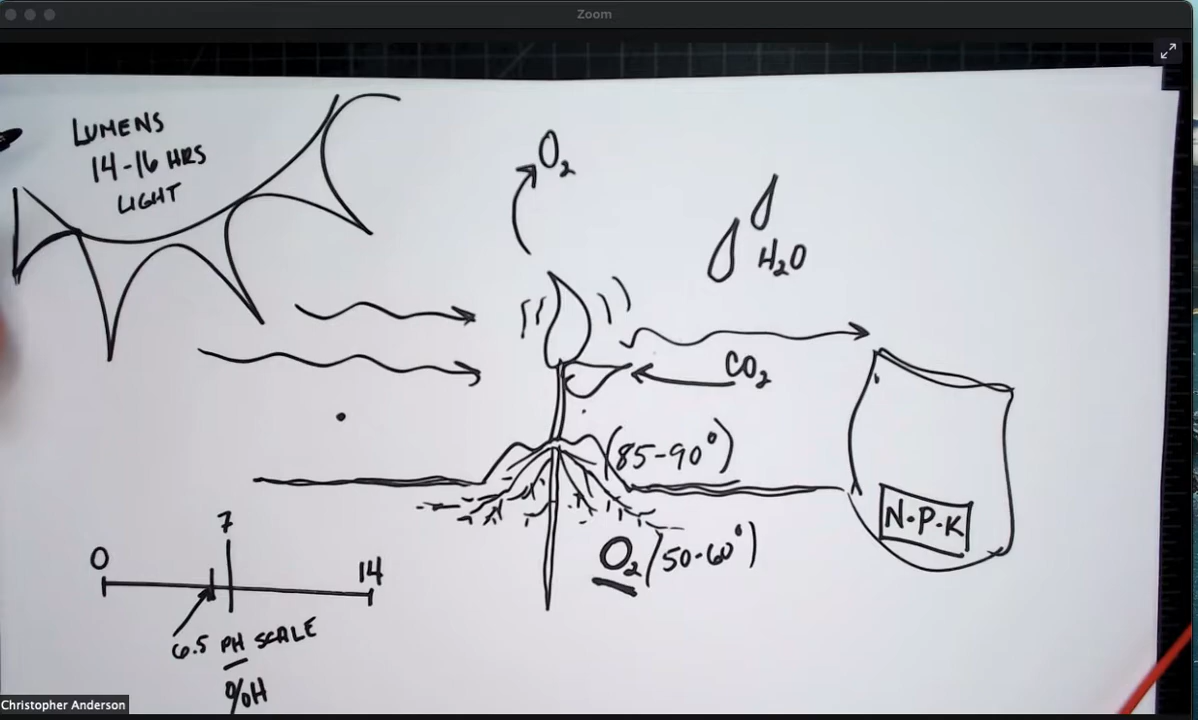 Zoom
LUMENS
14-16 HRS
LIGHT
O₂
H₂O
CO₂
(85-90°)
N·P·K
O₂ (50-60°)
0
7
14
6.5 PH SCALE
%H
Christopher Anderson